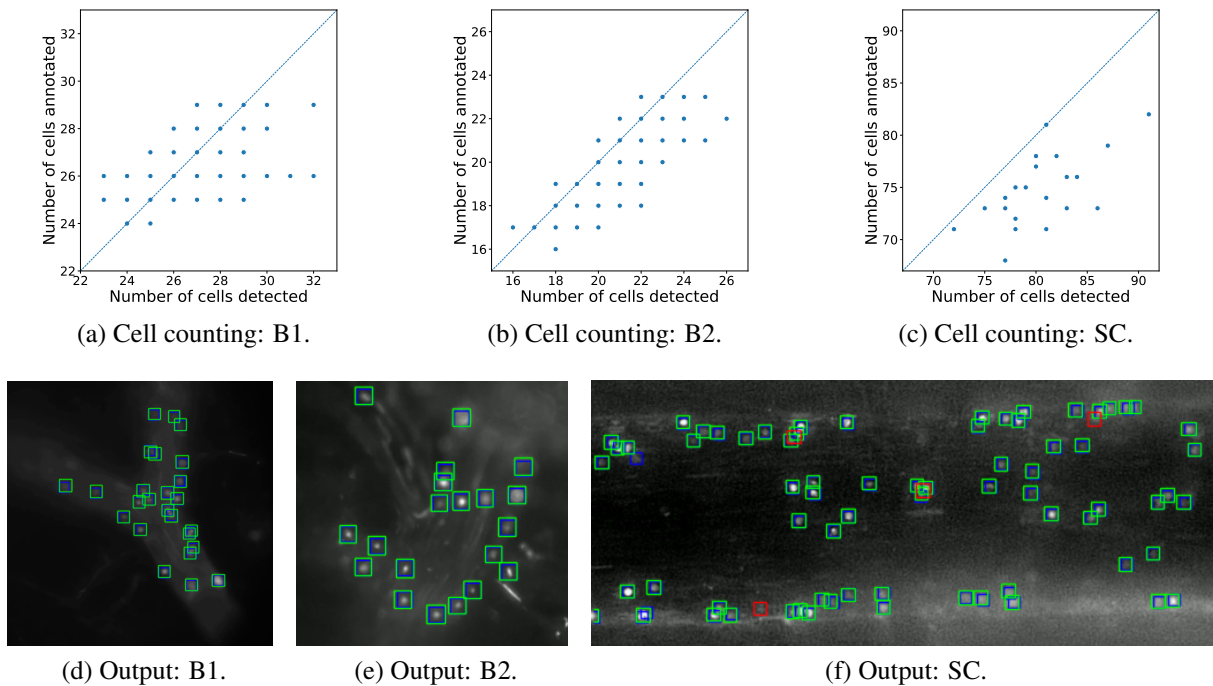 32
30
28
26
24
22
22 24 26 28 30 32
Number of cells detected
Number of cells annotated
26
24
22
20
18
16
16 18 20 22 24 26
Number of cells detected
Number of cells annotated
90
85
80
75
70
70 75 80 85 90
Number of cells detected
Number of cells annotated
(a) Cell counting: B1.
(b) Cell counting: B2.
(c) Cell counting: SC.
(d) Output: B1.
(e) Output: B2.
(f) Output: SC.